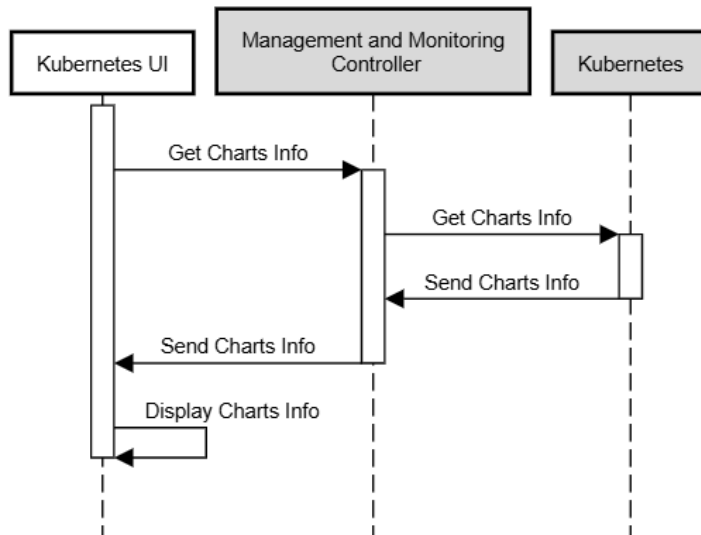 Kubernetes UI
Management and Monitoring
Controller
Kubernetes
Get Charts Info
Get Charts Info
Send Charts Info
Send Charts Info
Display Charts Info